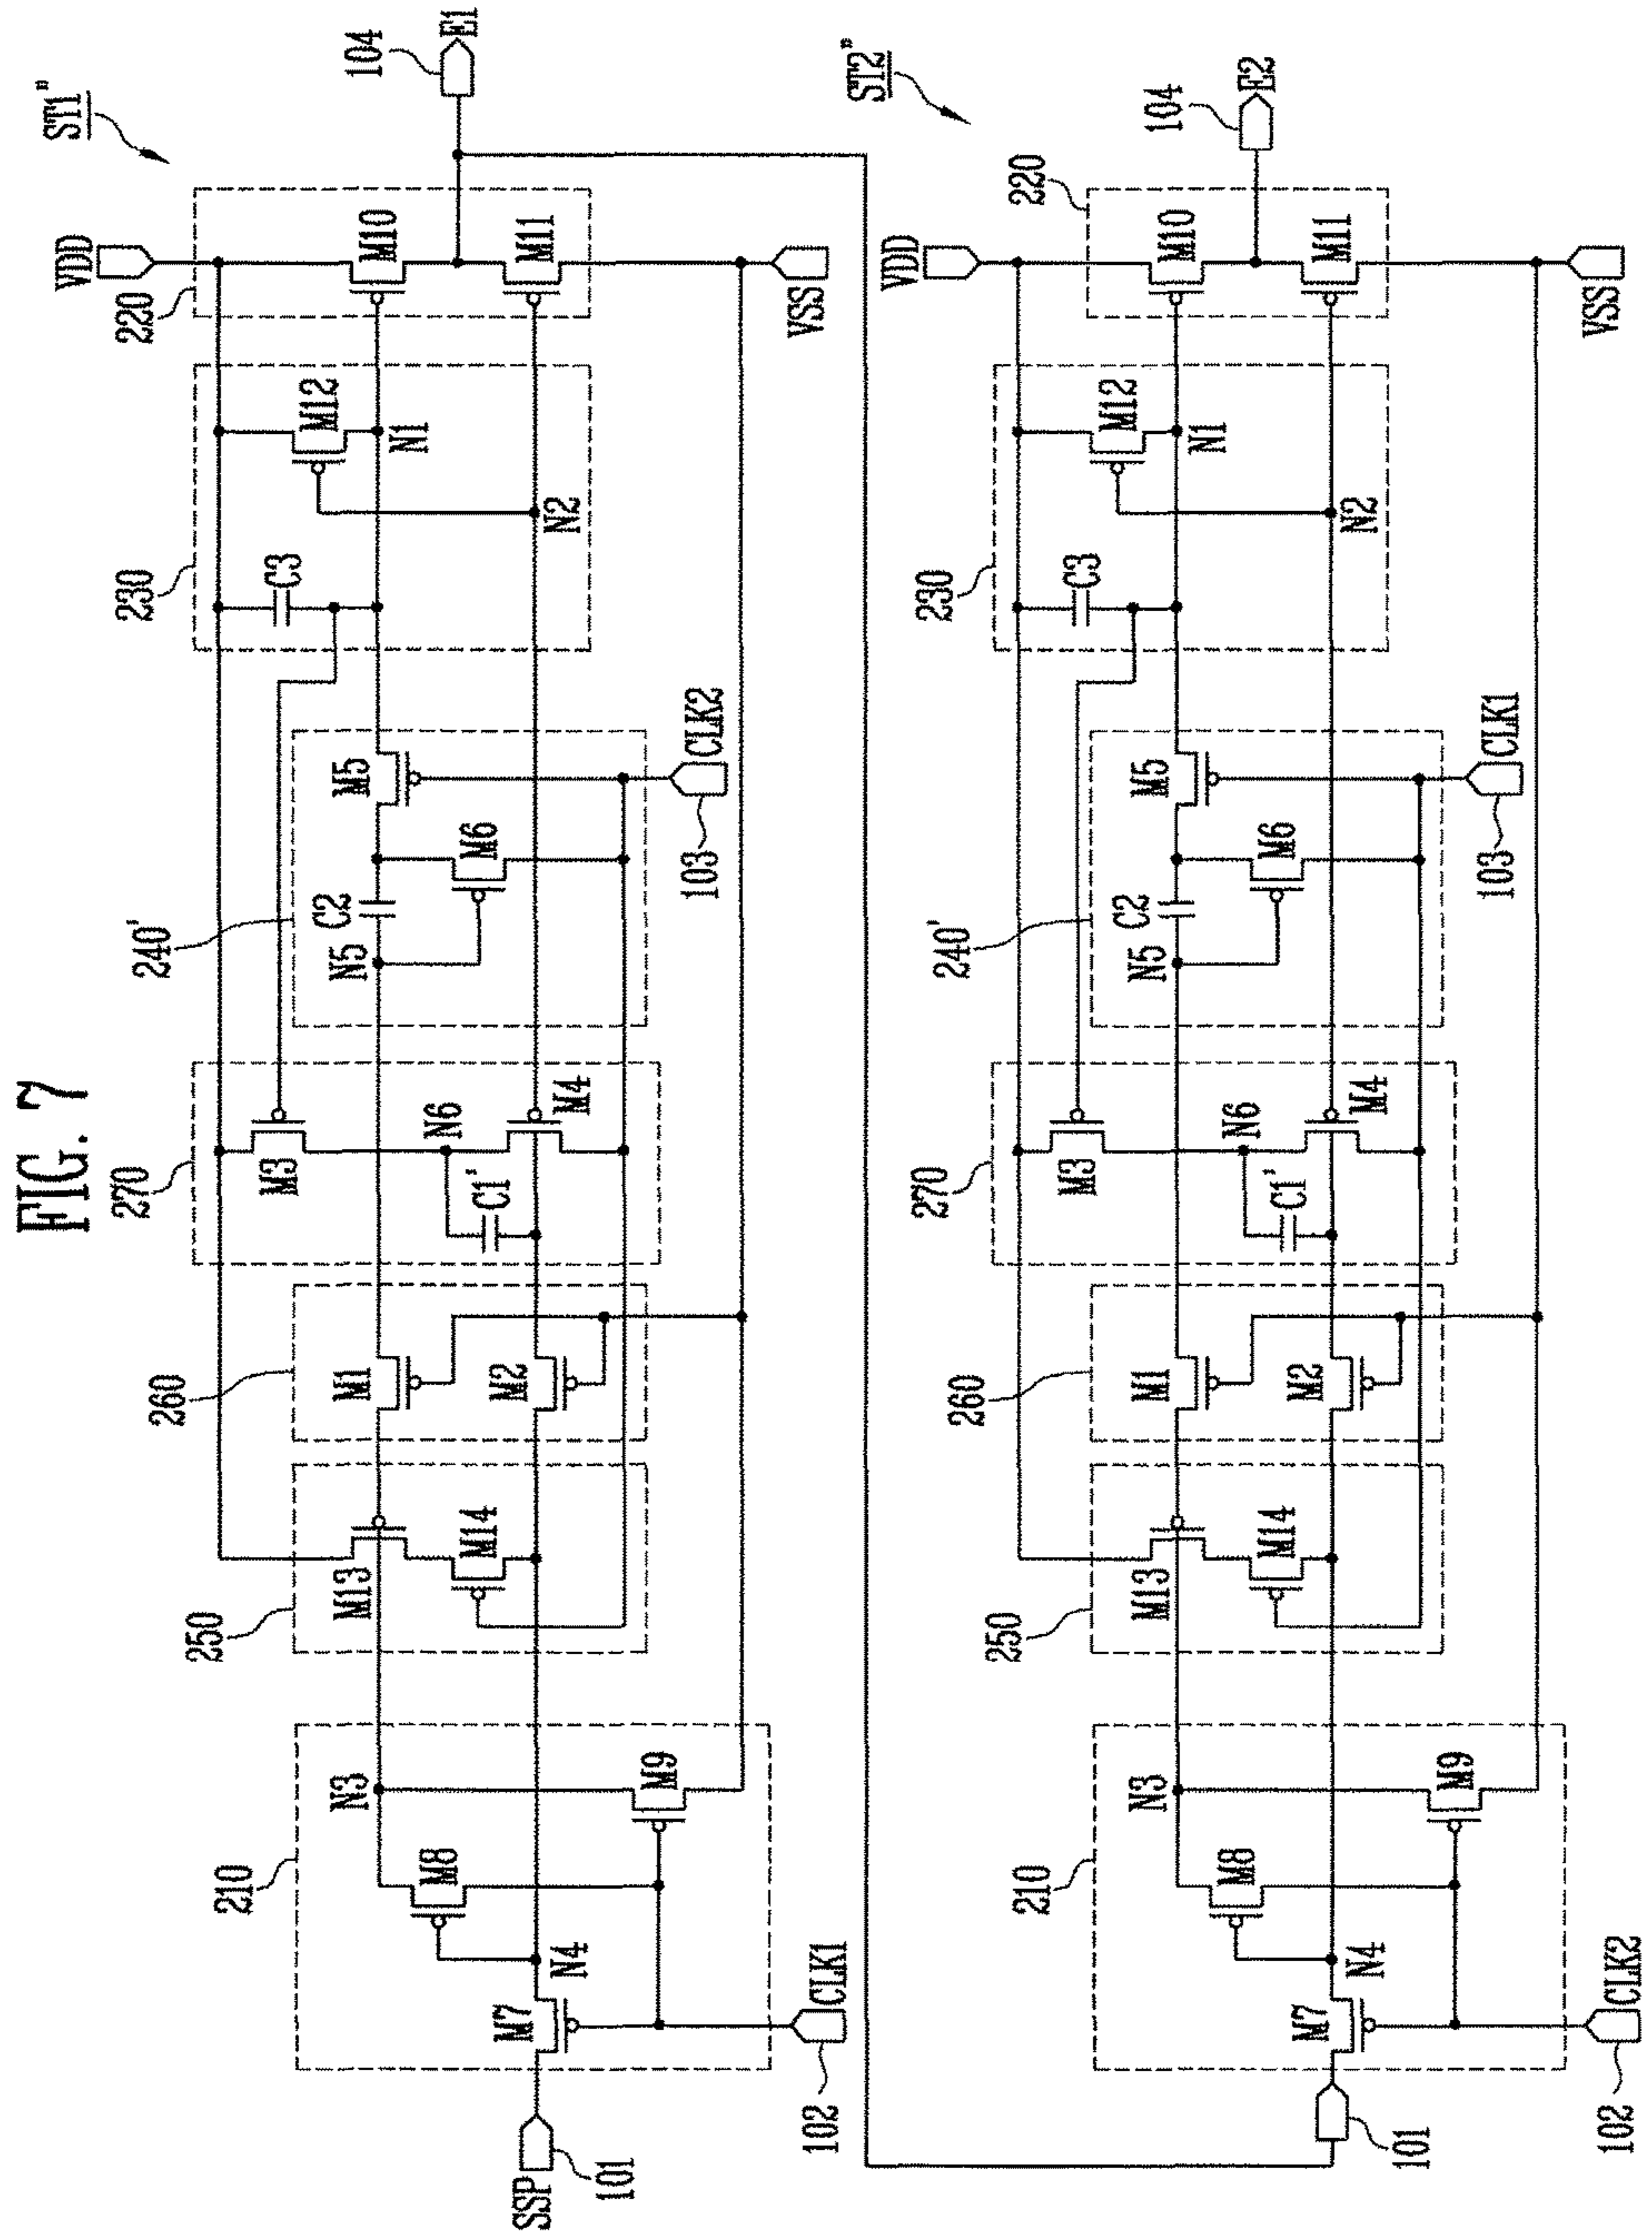 FIG. 7
ST1"
VDD
104
E1
220
M10
M11
VSS
230
M12
N1
N2
C3
CLK2
103
M5
M6
C2
N5
240'
270
M3
N6
M4
C1'
260
M1
M2
250
M13
M14
210
N3
M9
M8
N4
M7
CLK1
102
SSP
101
ST2"
VDD
104
E2
220
M10
M11
VSS
230
M12
N1
N2
C3
CLK1
103
M5
M6
C2
N5
240'
270
M3
N6
M4
C1'
260
M1
M2
250
M13
M14
210
N3
M9
M8
N4
M7
CLK2
102
101